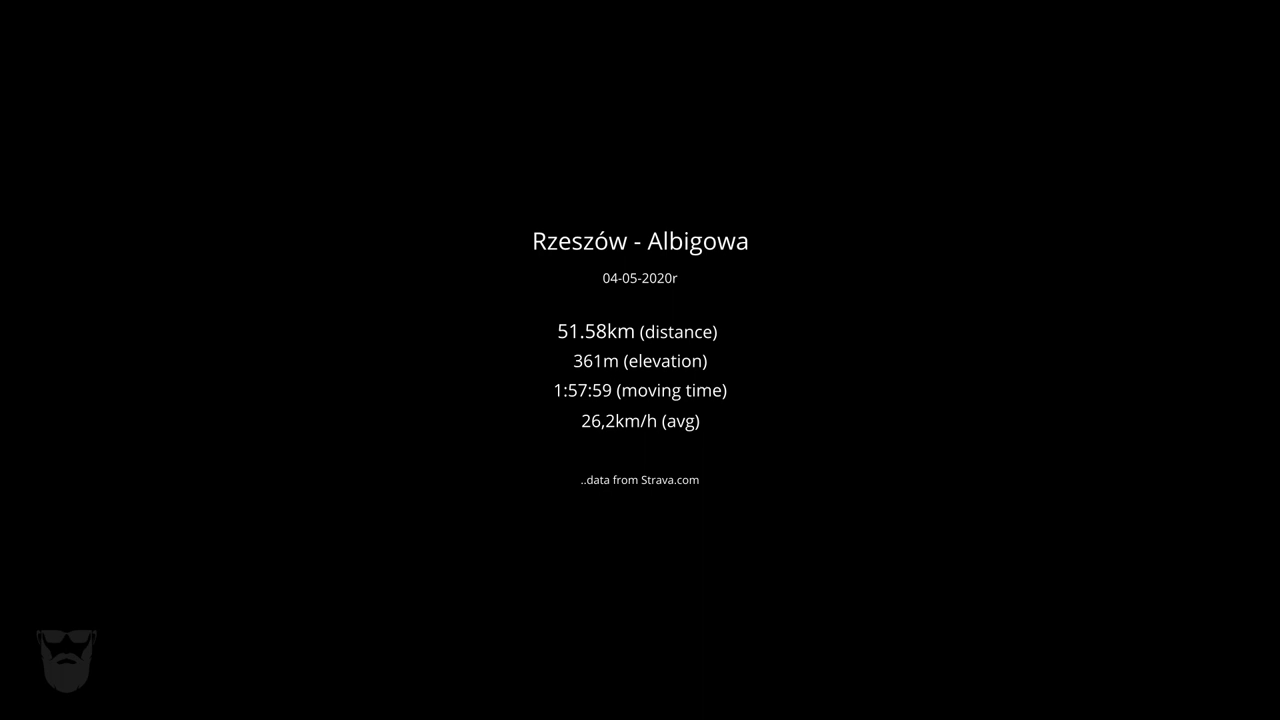 Rzeszów - Albigowa
04-05-2020r
51.58km (distance)
361m (elevation)
1:57:59 (moving time)
26,2km/h (avg)
..data from Strava.com